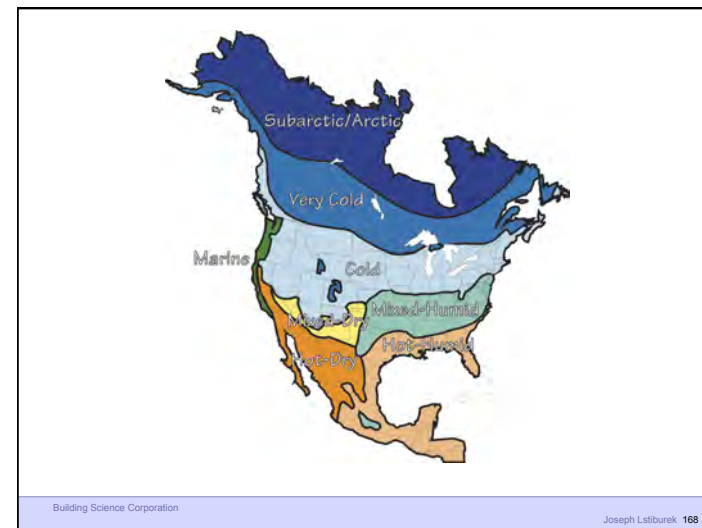 Subarctic/Arctic
Very Cold
Marine
Cold
Mixed-Humid
Mixed-Dry
Hot-Humid
Hot-Dry
Building Science Corporation
Joseph Lstiburek 168